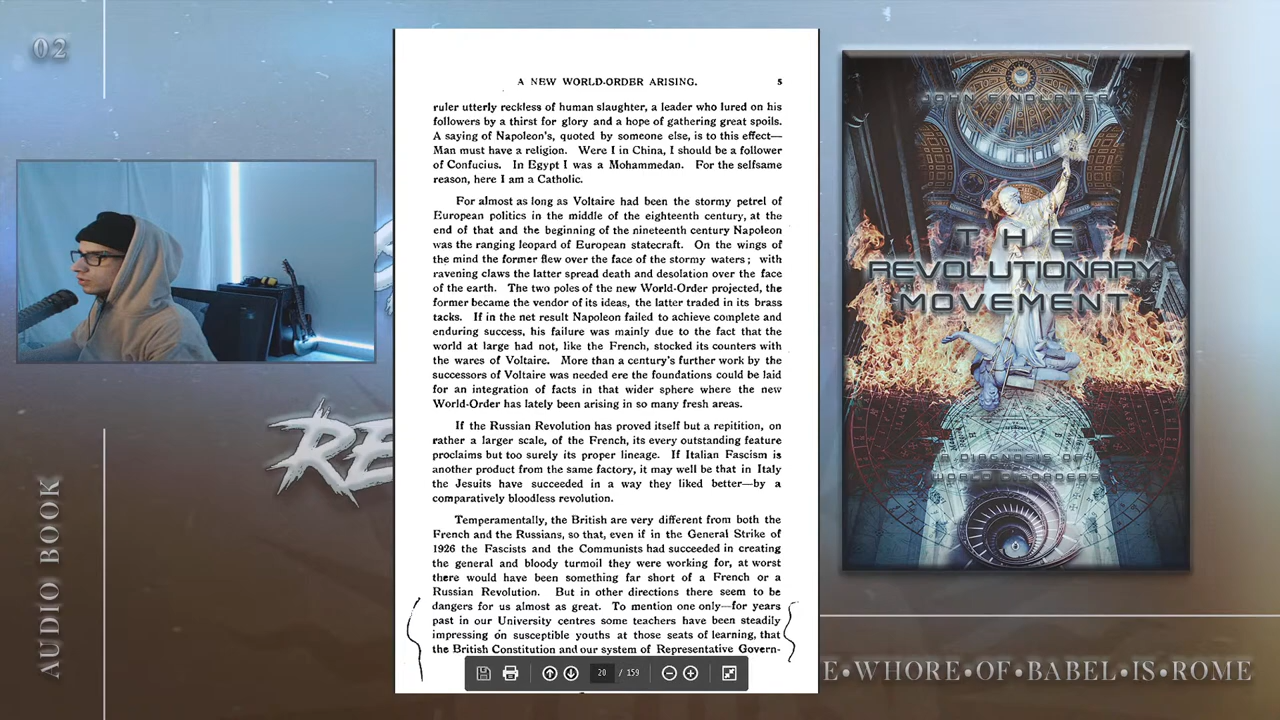 02
AUDIO BOOK
RE
A NEW WORLD-ORDER ARISING. 5
ruler utterly reckless of human slaughter, a leader who lured on his
followers by a thirst for glory and a hope of gathering great spoils.
A saying of Napoleon's, quoted by someone else, is to this effect—
Man must have a religion. Were I in China, I should be a follower
of Confucius. In Egypt I was a Mohammedan. For the selfsame
reason, here I am a Catholic.
For almost as long as Voltaire had been the stormy petrel of
European politics in the middle of the eighteenth century, at the
end of that and the beginning of the nineteenth century Napoleon
was the ranging leopard of European statecraft. On the wings of
the mind the former flew over the face of the stormy waters; with
ravening claws the latter spread death and desolation over the face
of the earth. The two poles of the new World-Order projected, the
former became the vendor of its ideas, the latter traded in its brass
tacks. If in the net result Napoleon failed to achieve complete and
enduring success, his failure was mainly due to the fact that the
world at large had not, like the French, stocked its counters with
the wares of Voltaire. More than a century's further work by the
successors of Voltaire was needed ere the foundations could be laid
for an integration of facts in that wider sphere where the new
World-Order has lately been arising in so many fresh areas.
If the Russian Revolution has proved itself but a repitition, on
rather a larger scale, of the French, its every outstanding feature
proclaims but too surely its proper lineage. If Italian Fascism is
another product from the same factory, it may well be that in Italy
the Jesuits have succeeded in a way they liked better—by a
comparatively bloodless revolution.
Temperamentally, the British are very different from both the
French and the Russians, so that, even if in the General Strike of
1926 the Fascists and the Communists had succeeded in creating
the general and bloody turmoil they were working for, at worst
there would have been something far short of a French or a
Russian Revolution. But in other directions there seem to be
dangers for us almost as great. To mention one only—for years
past in our University centres some teachers have been steadily
impressing on susceptible youths at those seats of learning, that
the British Constitution and our system of Representative Govern-
20 / 159
JOHN FINDLATER
THE
REVOLUTIONARY
MOVEMENT
A DIAGNOSIS OF
WORLD DISORDERS
E•WHORE•OF•BABEL•IS•ROME